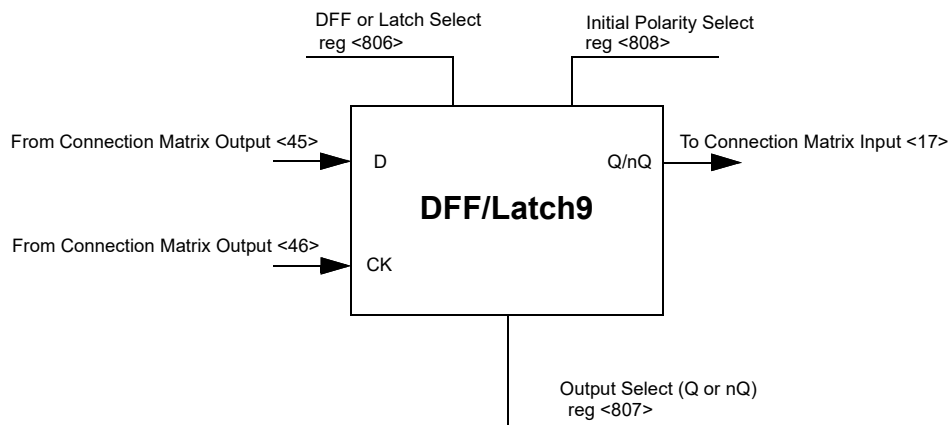 DFF or Latch Select
reg <806>
Initial Polarity Select
reg <808>
From Connection Matrix Output <45>
D
Q/nQ
To Connection Matrix Input <17>
DFF/Latch9
From Connection Matrix Output <46>
CK
Output Select (Q or nQ)
reg <807>